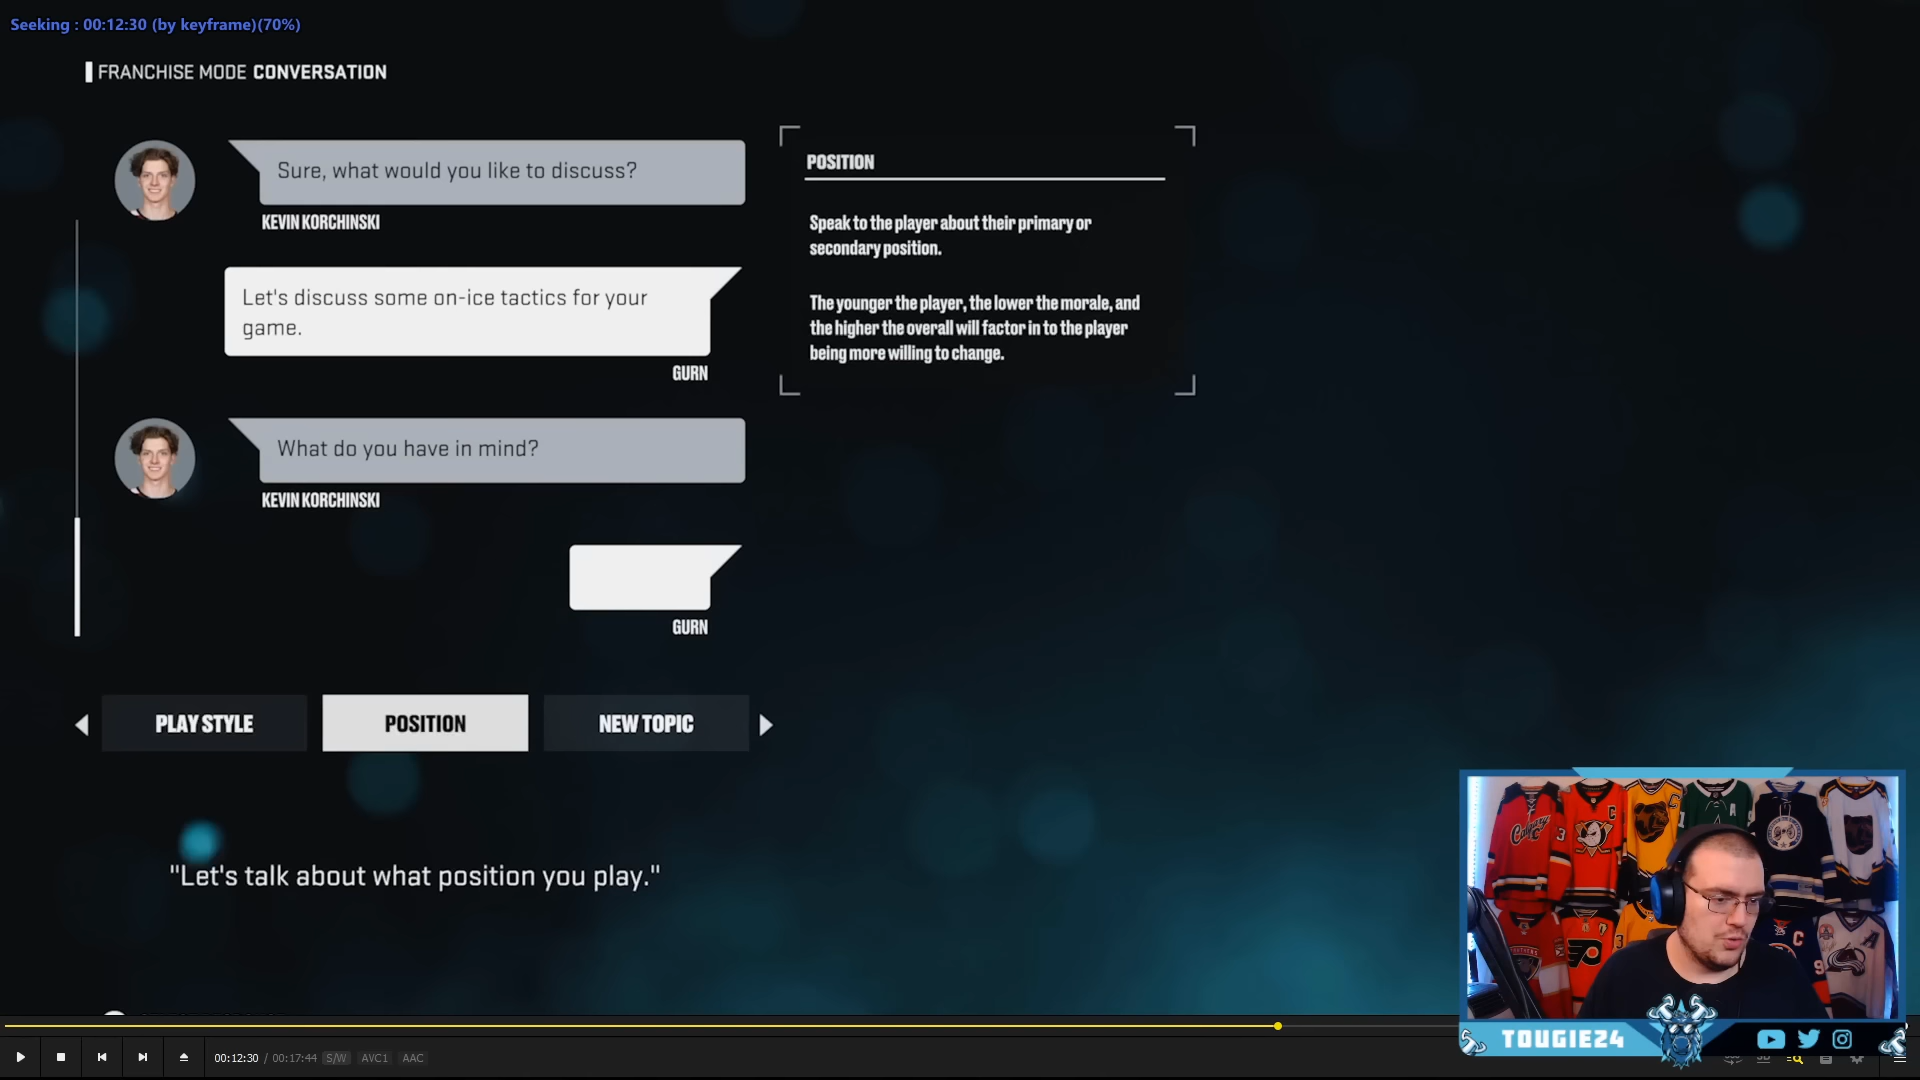 Seeking : 00:12:30 (by keyframe)(70%)
FRANCHISE MODE CONVERSATION
Sure, what would you like to discuss?
KEVIN KORCHINSKI
Let's discuss some on-ice tactics for your
game.
GURN
What do you have in mind?
KEVIN KORCHINSKI
GURN
POSITION
Speak to the player about their primary or
secondary position.
The younger the player, the lower the morale, and
the higher the overall will factor in to the player
being more willing to change.
PLAY STYLE
POSITION
NEW TOPIC
"Let's talk about what position you play."
Calgary
C
C
A
TOUGIE24
00:12:30 / 00:17:44 S/W AVC1 AAC